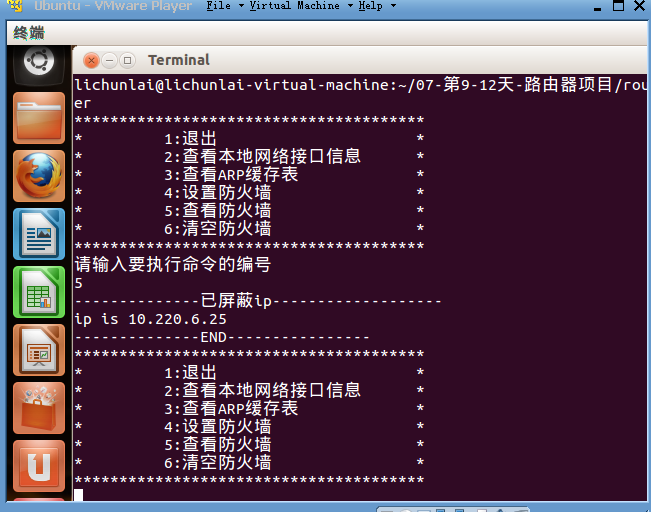 Ubuntu - VMware Player File Virtual Machine Help
终端
Terminal
lichunlai@lichunlai-virtual-machine:~/07-第9-12天-路由器项目/rou
er
***************************************
* 1:退出 *
* 2:查看本地网络接口信息 *
* 3:查看ARP缓存表 *
* 4:设置防火墙 *
* 5:查看防火墙 *
* 6:清空防火墙 *
***************************************
请输入要执行命令的编号
5
--------------已屏蔽ip-------------------
ip is 10.220.6.25
--------------END----------------
***************************************
* 1:退出 *
* 2:查看本地网络接口信息 *
* 3:查看ARP缓存表 *
* 4:设置防火墙 *
* 5:查看防火墙 *
* 6:清空防火墙 *
***************************************